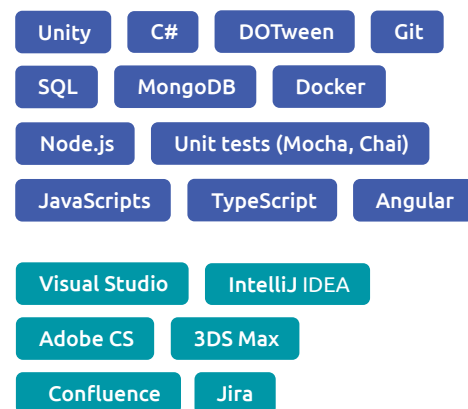 Unity C# DOTween Git
SQL MongoDB Docker
Node.js Unit tests (Mocha, Chai)
JavaScripts TypeScript Angular
Visual Studio IntelliJ IDEA
Adobe CS 3DS Max
Confluence Jira